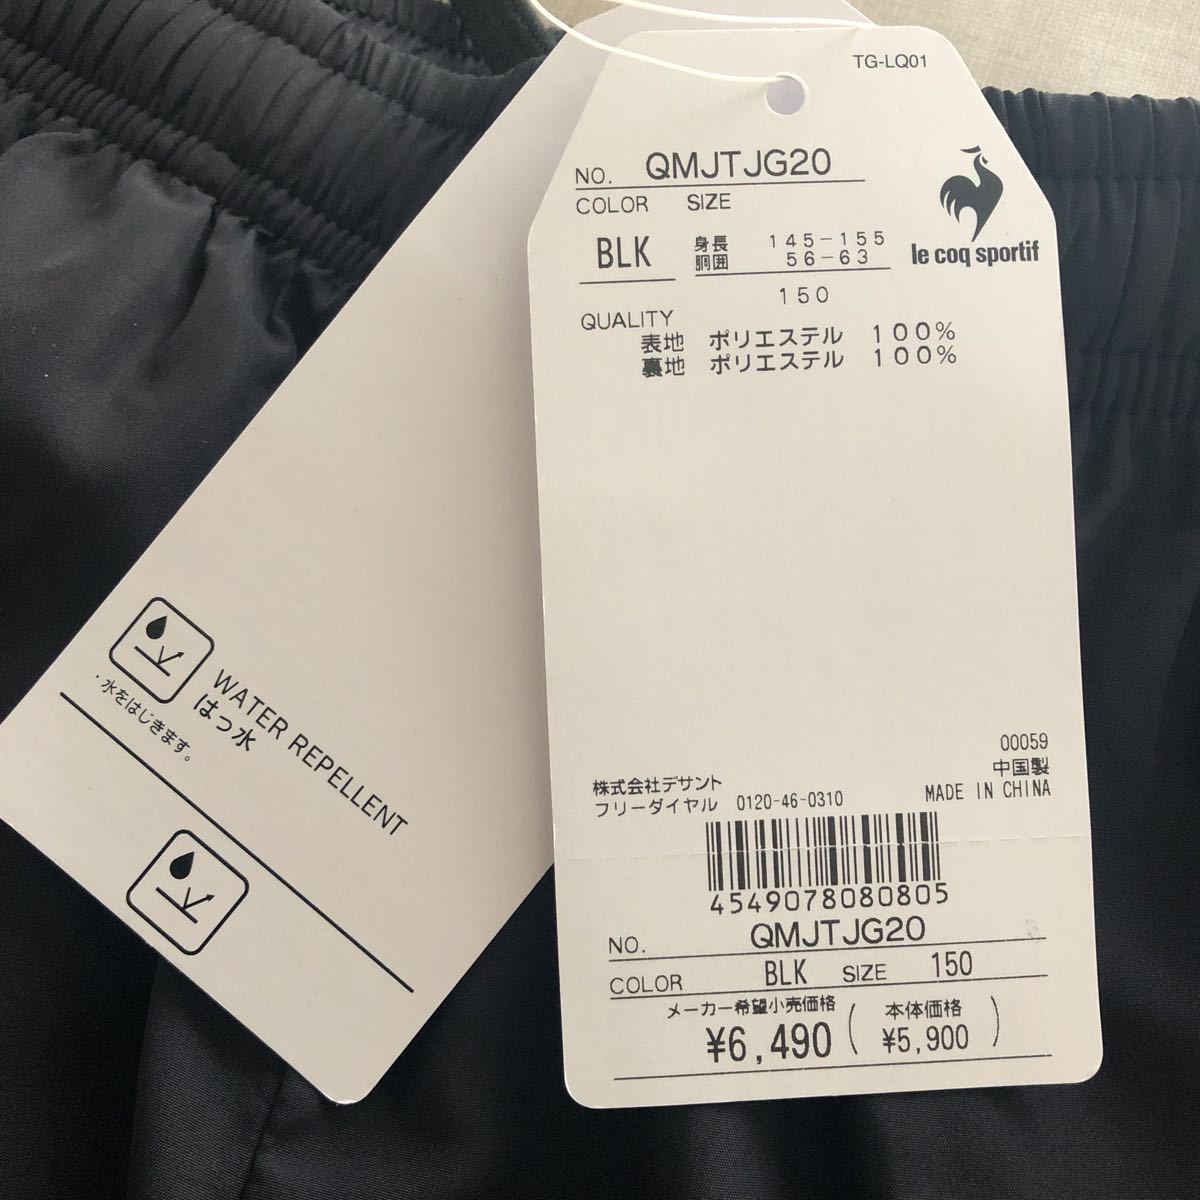 TG-LQ01
NO. QMJTJG20
COLOR SIZE
BLK 身長 145-155
胴囲 56-63
150
le coq sportif
QUALITY
表地 ポリエステル 100%
裏地 ポリエステル 100%
00059
中国製
MADE IN CHINA
株式会社デサント
フリーダイヤル 0120-46-0310
4549078080805
NO. QMJTJG20
COLOR BLK SIZE 150
メーカー希望小売価格 本体価格
¥6,490 (¥5,900)
WATER REPELLENT
はっ水
・水をはじきます。